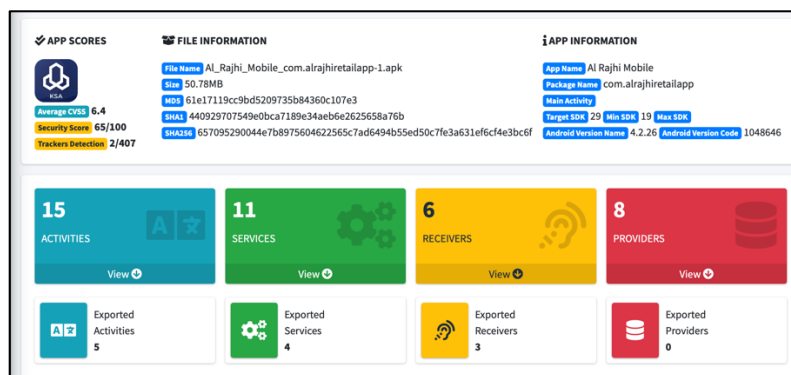 APP SCORES
KSA
Average CVSS 6.4
Security Score 65/100
Trackers Detection 2/407
FILE INFORMATION
File Name Al_Rajhi_Mobile_com.alrajhiretailapp-1.apk
Size 50.78MB
MD5 61e17119cc9bd5209735b84360c107e3
SHA1 440929707549e0bca7189e34aeb6e2625658a76b
SHA256 657095290044e7b8975604622565c7ad6494b55ed50c7fe3a631ef6cf4e3bc6f
APP INFORMATION
App Name Al Rajhi Mobile
Package Name com.alrajhiretailapp
Main Activity
Target SDK 29 Min SDK 19 Max SDK
Android Version Name 4.2.26 Android Version Code 1048646
15
ACTIVITIES
View
11
SERVICES
View
6
RECEIVERS
View
8
PROVIDERS
View
Exported
Activities
5
Exported
Services
4
Exported
Receivers
3
Exported
Providers
0